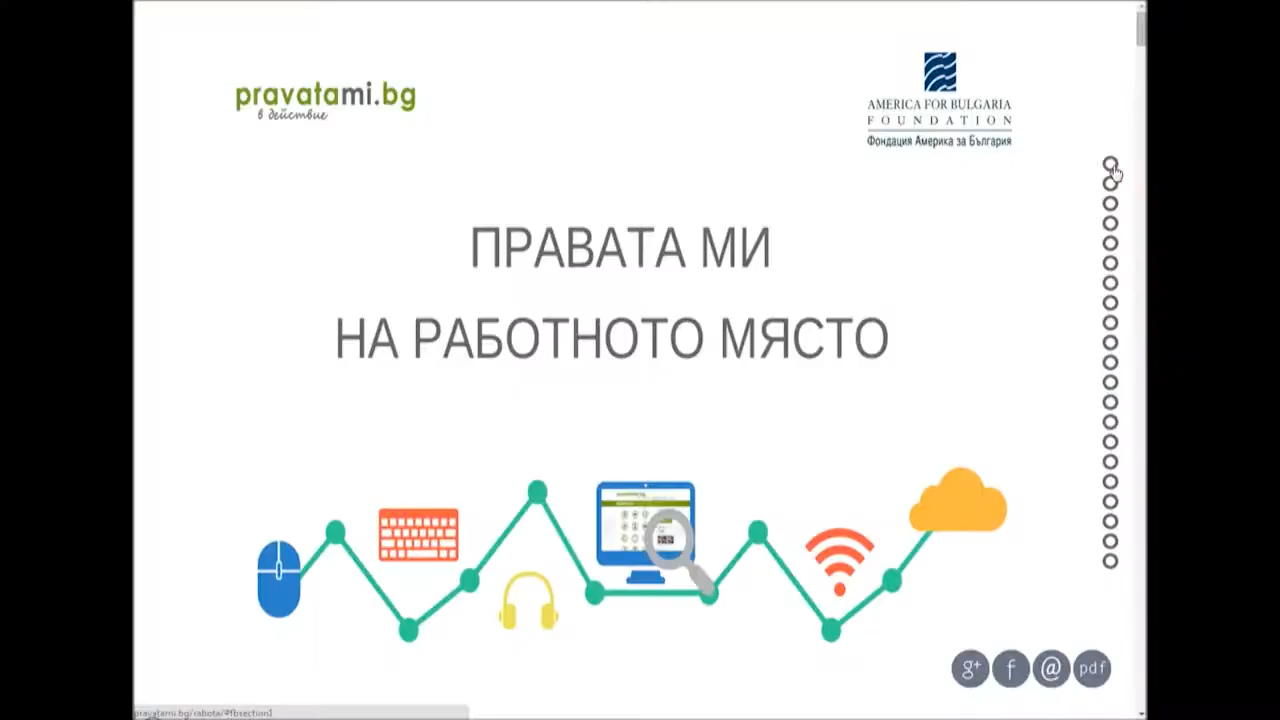 pravatami.bg
в действие
AMERICA FOR BULGARIA
FOUNDATION
Фондация Америка за България
ПРАВАТА МИ
НА РАБОТНОТО МЯСТО
g+ f @ pdf
pravatami.bg/rabota/#fbsection1